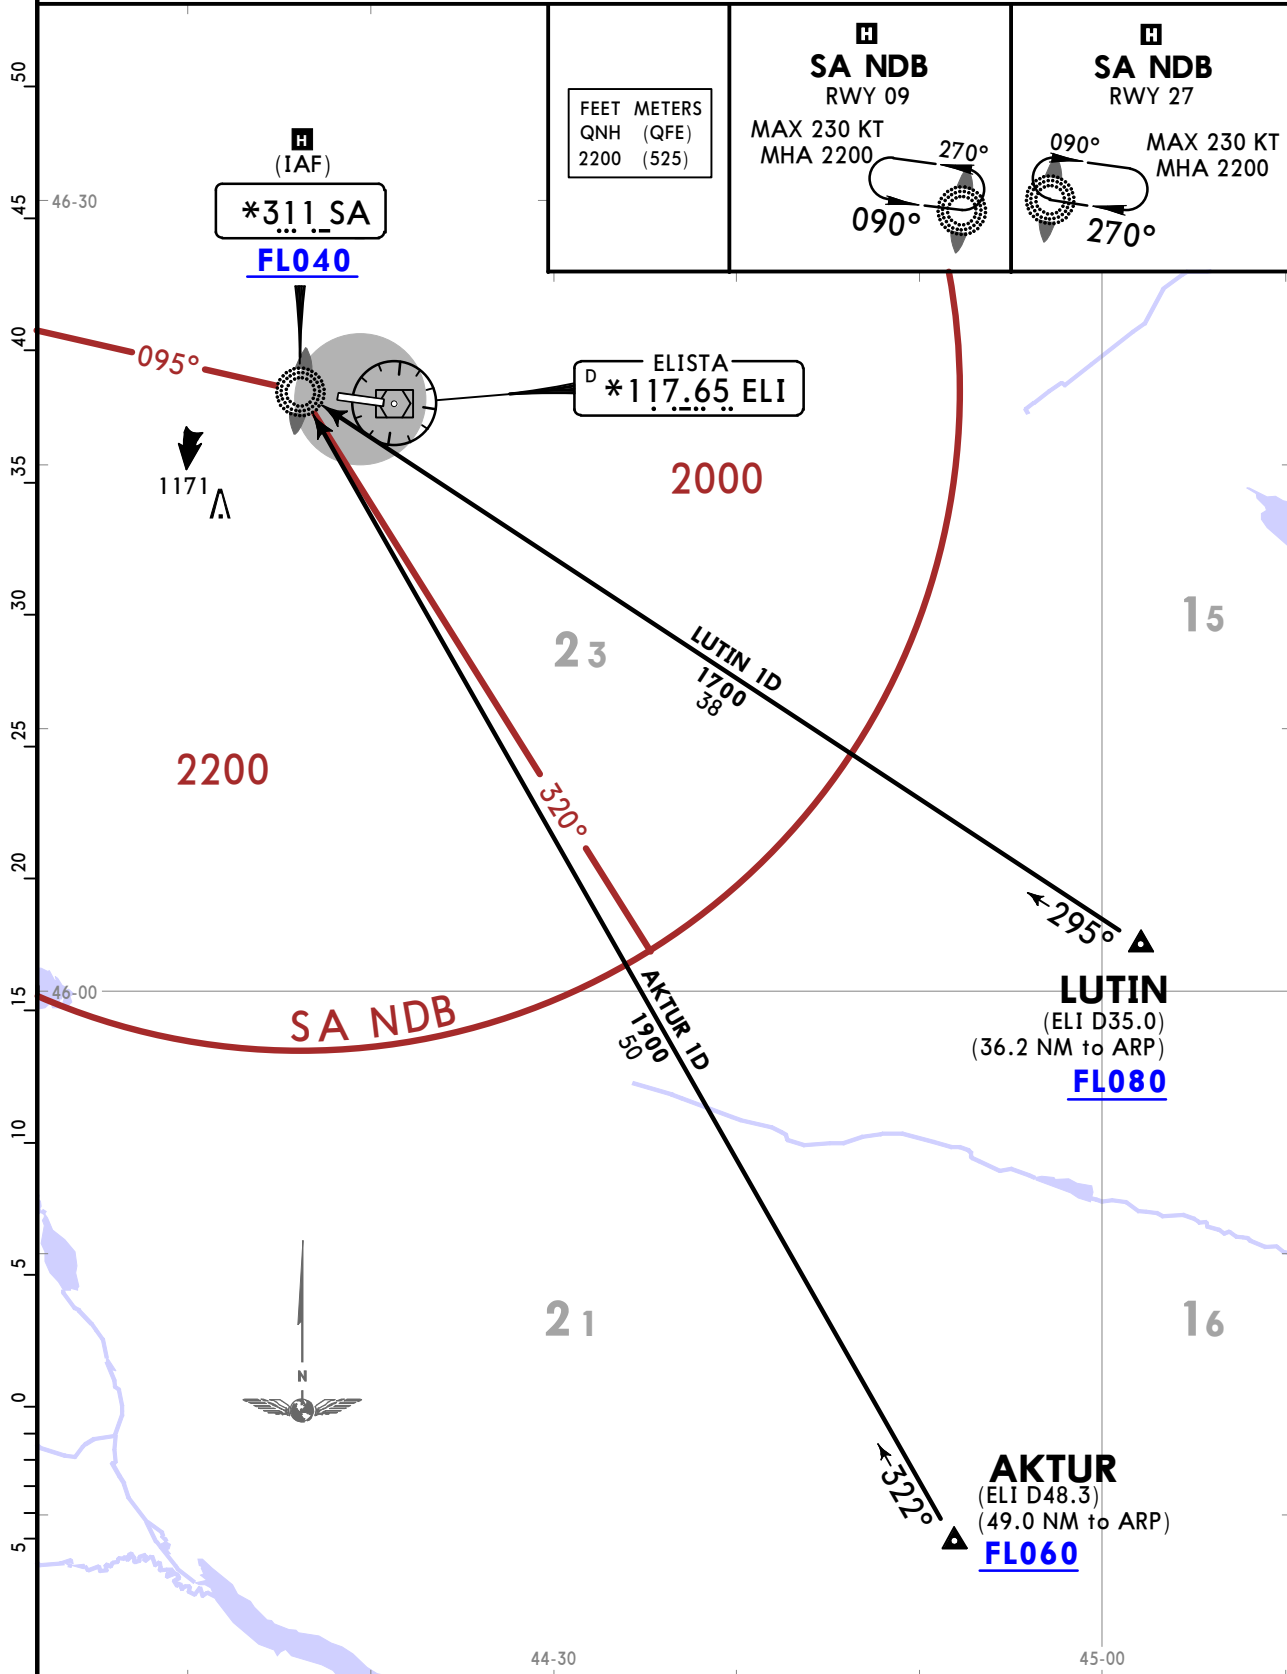 FEET METERS
QNH (QFE)
2200 (525)
H
SA NDB
RWY 09
MAX 230 KT
MHA 2200
270°
090°
H
SA NDB
RWY 27
MAX 230 KT
MHA 2200
090°
270°
50
45
40
35
30
25
20
15
10
5
0
5
46-30
H
(IAF)
*311 SA
FL040
095°
ELISTA
D *117.65 ELI
1171
2000
15
23
LUTIN 1D
1700
38
2200
320°
295°
LUTIN
(ELI D35.0)
(36.2 NM to ARP)
FL080
46-00
SA NDB
AKTUR 1D
1900
50
21
16
N
322°
AKTUR
(ELI D48.3)
(49.0 NM to ARP)
FL060
44-30
45-00